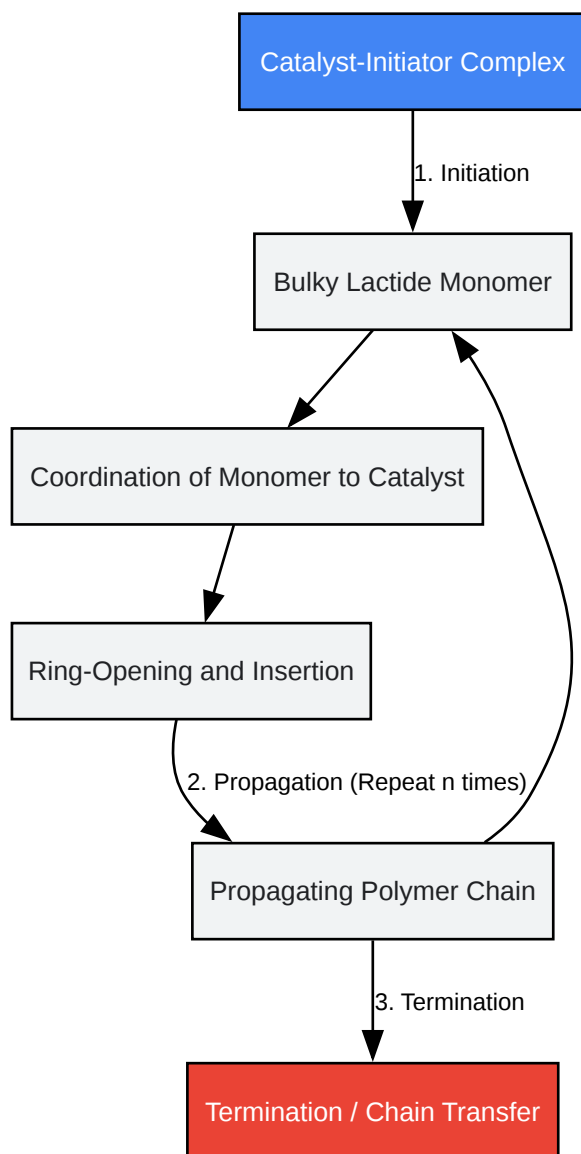 Catalyst-Initiator Complex
1. Initiation
Bulky Lactide Monomer
Coordination of Monomer to Catalyst
Ring-Opening and Insertion
2. Propagation (Repeat n times)
Propagating Polymer Chain
3. Termination
Termination / Chain Transfer